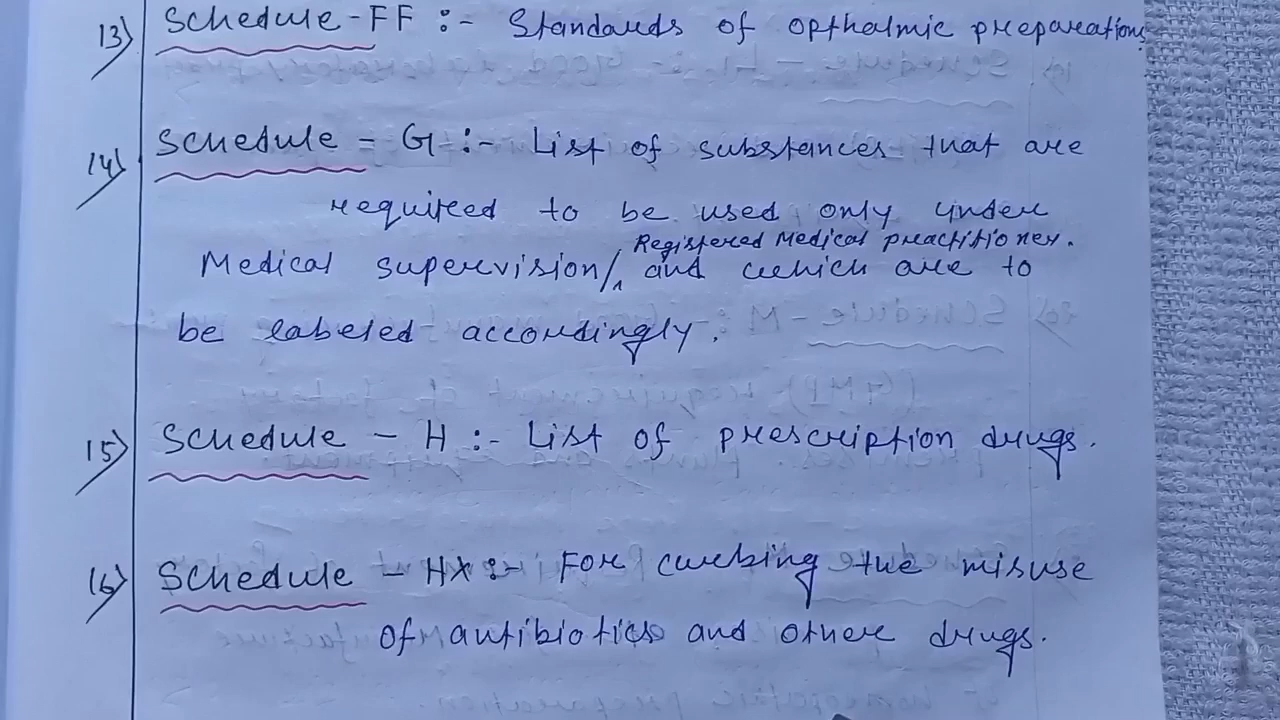 13) Schedule-FF :- Standards of opthalmic preparations.
14) Schedule - G :- List of substances that are
required to be used only under
Registered Medical practitioner.
Medical supervision/^ and which are to
be labeled accordingly.
15) Schedule - H :- List of prescription drugs.
16) Schedule - HX :- For curbing the misuse
of antibiotics and other drugs.